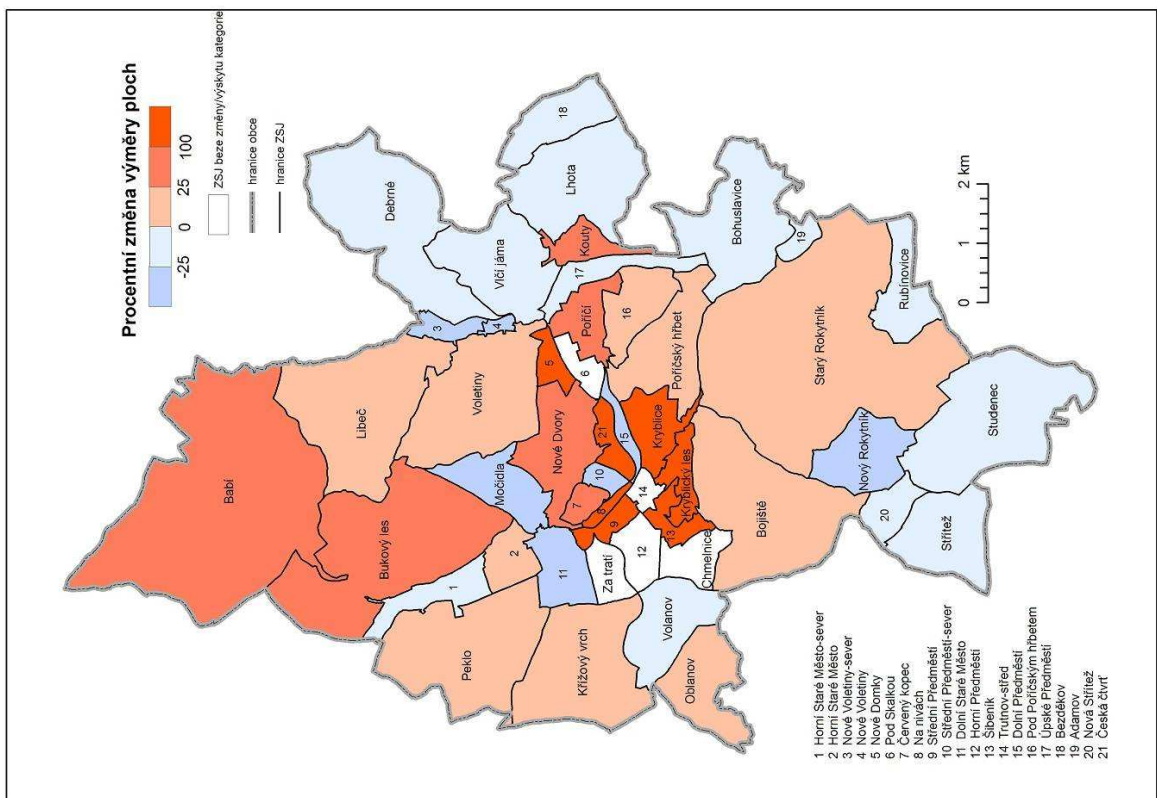 Procentní změna výměry ploch
-25 0 25 100
ZSJ beze změny/výskytu kategorie
hranice obce
hranice ZSJ
Debrné
18
Lhota
Vlčí jáma
Kouty
17
Bohuslavice
19
Rubínovice
0 1 2 km
3
4
Babí
Libeč
Voletiny
5
6
Poříčí
16
Poříčský hřbet
Starý Rokytník
Bukový les
Močidla
Nové Dvory
21
15
Kryblice
10
7
8
9
14
Kryblický les
13
Nový Rokytník
Studenec
1
2
11
Za tratí
12
Chmelnice
Bojiště
20
Střítež
Peklo
Křížový vrch
Volanov
Oblanov
1 Horní Staré Město-sever
2 Horní Staré Město
3 Nové Voletiny-sever
4 Nové Voletiny
5 Nové Domky
6 Pod Skalkou
7 Červený kopec
8 Na nivách
9 Střední Předměstí
10 Střední Předměstí-sever
11 Dolní Staré Město
12 Horní Předměstí
13 Šibeník
14 Trutnov-střed
15 Dolní Předměstí
16 Pod Poříčským hřbetem
17 Úpské Předměstí
18 Bezděkov
19 Adamov
20 Nová Střítež
21 Česká čtvrť